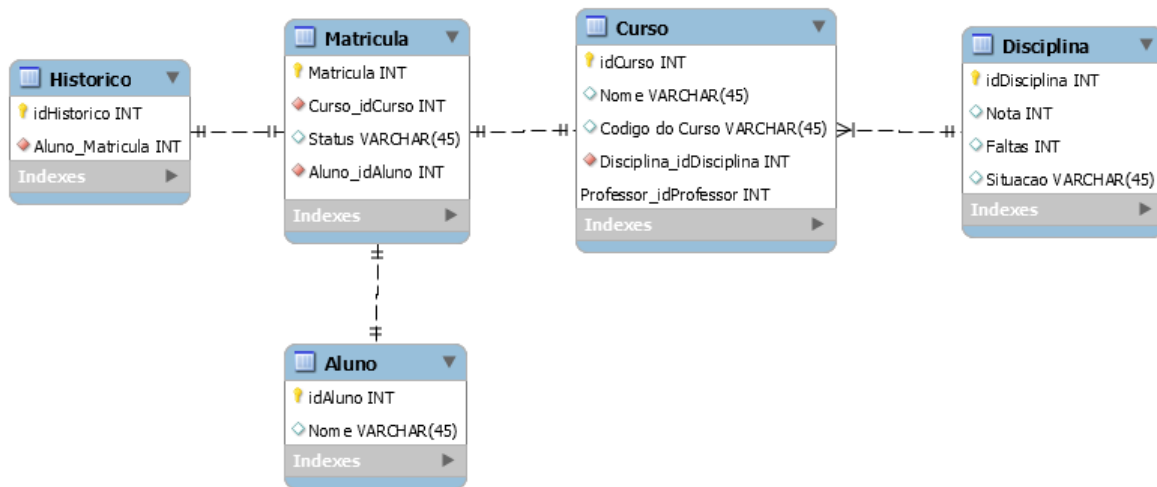 Historico
idHistorico INT
Aluno_Matricula INT
Indexes
Matricula
Matricula INT
Curso_idCurso INT
Status VARCHAR(45)
Aluno_idAluno INT
Indexes
Curso
idCurso INT
Nome VARCHAR(45)
Codigo do Curso VARCHAR(45)
Disciplina_idDisciplina INT
Professor_idProfessor INT
Indexes
Disciplina
idDisciplina INT
Nota INT
Faltas INT
Situacao VARCHAR(45)
Indexes
Aluno
idAluno INT
Nome VARCHAR(45)
Indexes